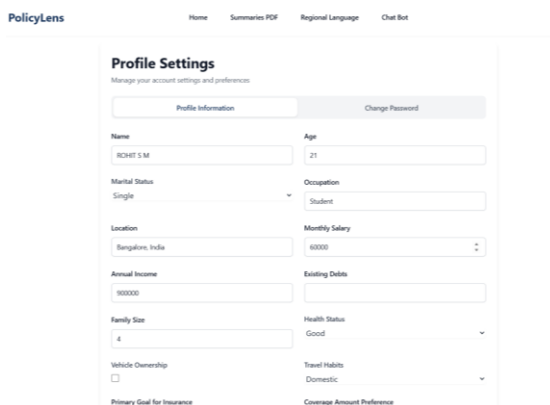 PolicyLens Home Summaries PDF Regional Language Chat Bot
Profile Settings
Manage your account settings and preferences
Profile Information Change Password
Name Age
ROHIT S M 21
Marital Status Occupation
Single Student
Location Monthly Salary
Bangalore, India 60000
Annual Income Existing Debts
900000
Family Size Health Status
4 Good
Vehicle Ownership Travel Habits
Domestic
Primary Goal for Insurance Coverage Amount Preference